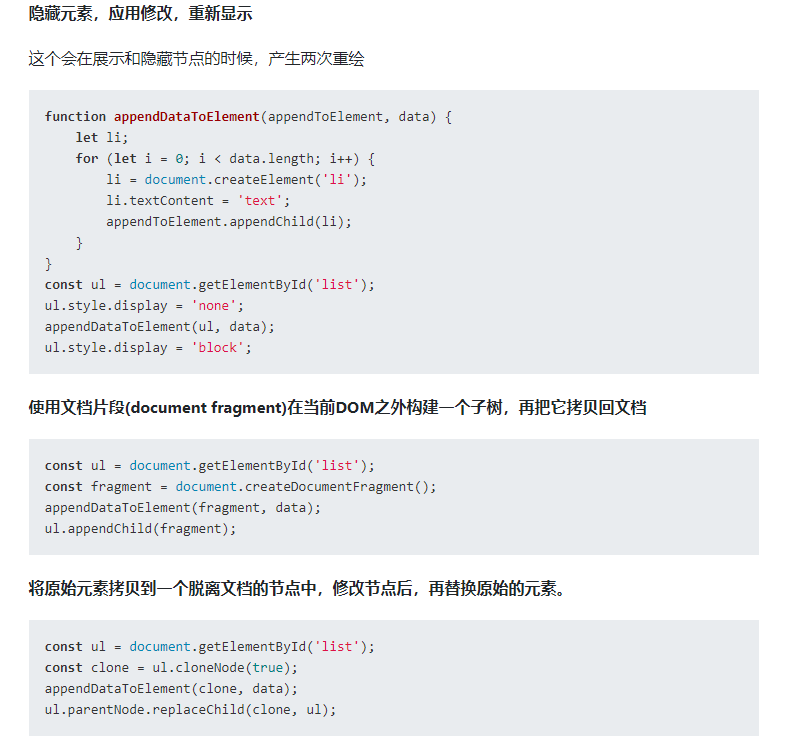 隐藏元素，应用修改，重新显示
这个会在展示和隐藏节点的时候，产生两次重绘
function appendDataToElement(appendToElement, data) {
    let li;
    for (let i = 0; i < data.length; i++) {
        li = document.createElement('li');
        li.textContent = 'text';
        appendToElement.appendChild(li);
    }
}
const ul = document.getElementById('list');
ul.style.display = 'none';
appendDataToElement(ul, data);
ul.style.display = 'block';
使用文档片段(document fragment)在当前DOM之外构建一个子树，再把它拷贝回文档
const ul = document.getElementById('list');
const fragment = document.createDocumentFragment();
appendDataToElement(fragment, data);
ul.appendChild(fragment);
将原始元素拷贝到一个脱离文档的节点中，修改节点后，再替换原始的元素。
const ul = document.getElementById('list');
const clone = ul.cloneNode(true);
appendDataToElement(clone, data);
ul.parentNode.replaceChild(clone, ul);